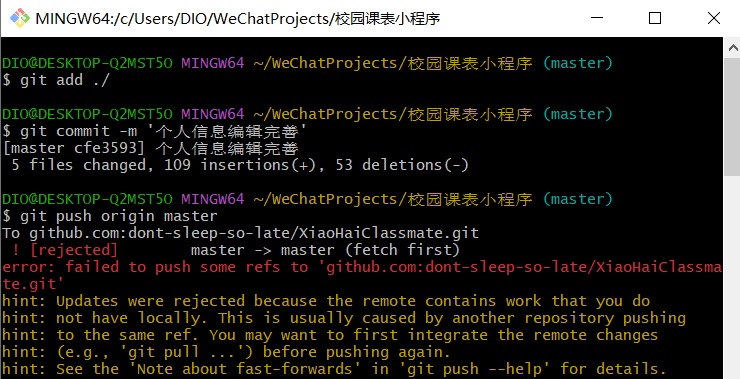 MINGW64:/c/Users/DIO/WeChatProjects/校园课表小程序
DIO@DESKTOP-Q2MST5O MINGW64 ~/WeChatProjects/校园课表小程序 (master)
$ git add ./
DIO@DESKTOP-Q2MST5O MINGW64 ~/WeChatProjects/校园课表小程序 (master)
$ git commit -m '个人信息编辑完善'
[master cfe3593] 个人信息编辑完善
 5 files changed, 109 insertions(+), 53 deletions(-)
DIO@DESKTOP-Q2MST5O MINGW64 ~/WeChatProjects/校园课表小程序 (master)
$ git push origin master
To github.com:dont-sleep-so-late/XiaoHaiClassmate.git
 ! [rejected]        master -> master (fetch first)
error: failed to push some refs to 'github.com:dont-sleep-so-late/XiaoHaiClassma
te.git'
hint: Updates were rejected because the remote contains work that you do
hint: not have locally. This is usually caused by another repository pushing
hint: to the same ref. You may want to first integrate the remote changes
hint: (e.g., 'git pull ...') before pushing again.
hint: See the 'Note about fast-forwards' in 'git push --help' for details.